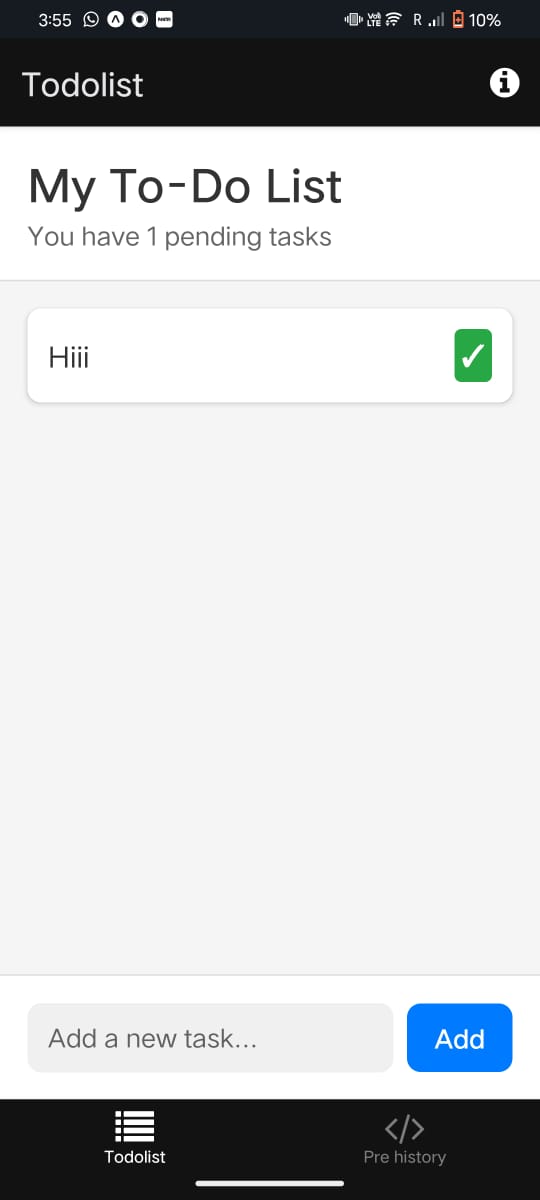 3:55 VoLTE R 10%
Todolist
My To-Do List
You have 1 pending tasks
Hiii
Add a new task...
Add
Todolist
Pre history